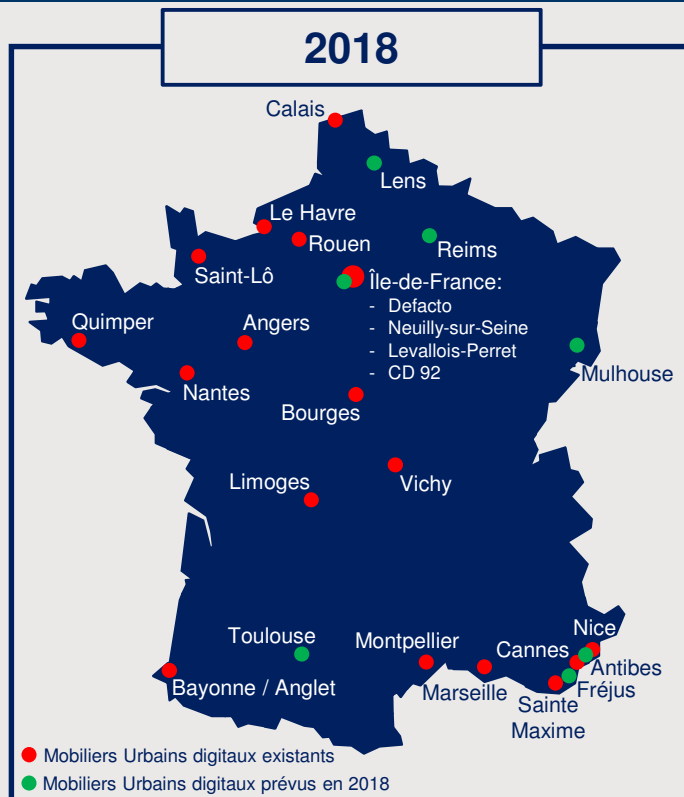 2018
Calais
Lens
Le Havre
Rouen
Reims
Saint-Lô
Île-de-France:
- Defacto
- Neuilly-sur-Seine
- Levallois-Perret
- CD 92
Quimper
Angers
Mulhouse
Nantes
Bourges
Limoges
Vichy
Toulouse
Montpellier
Cannes
Nice
Antibes
Bayonne / Anglet
Marseille
Fréjus
Sainte
Maxime
Mobiliers Urbains digitaux existants
Mobiliers Urbains digitaux prévus en 2018